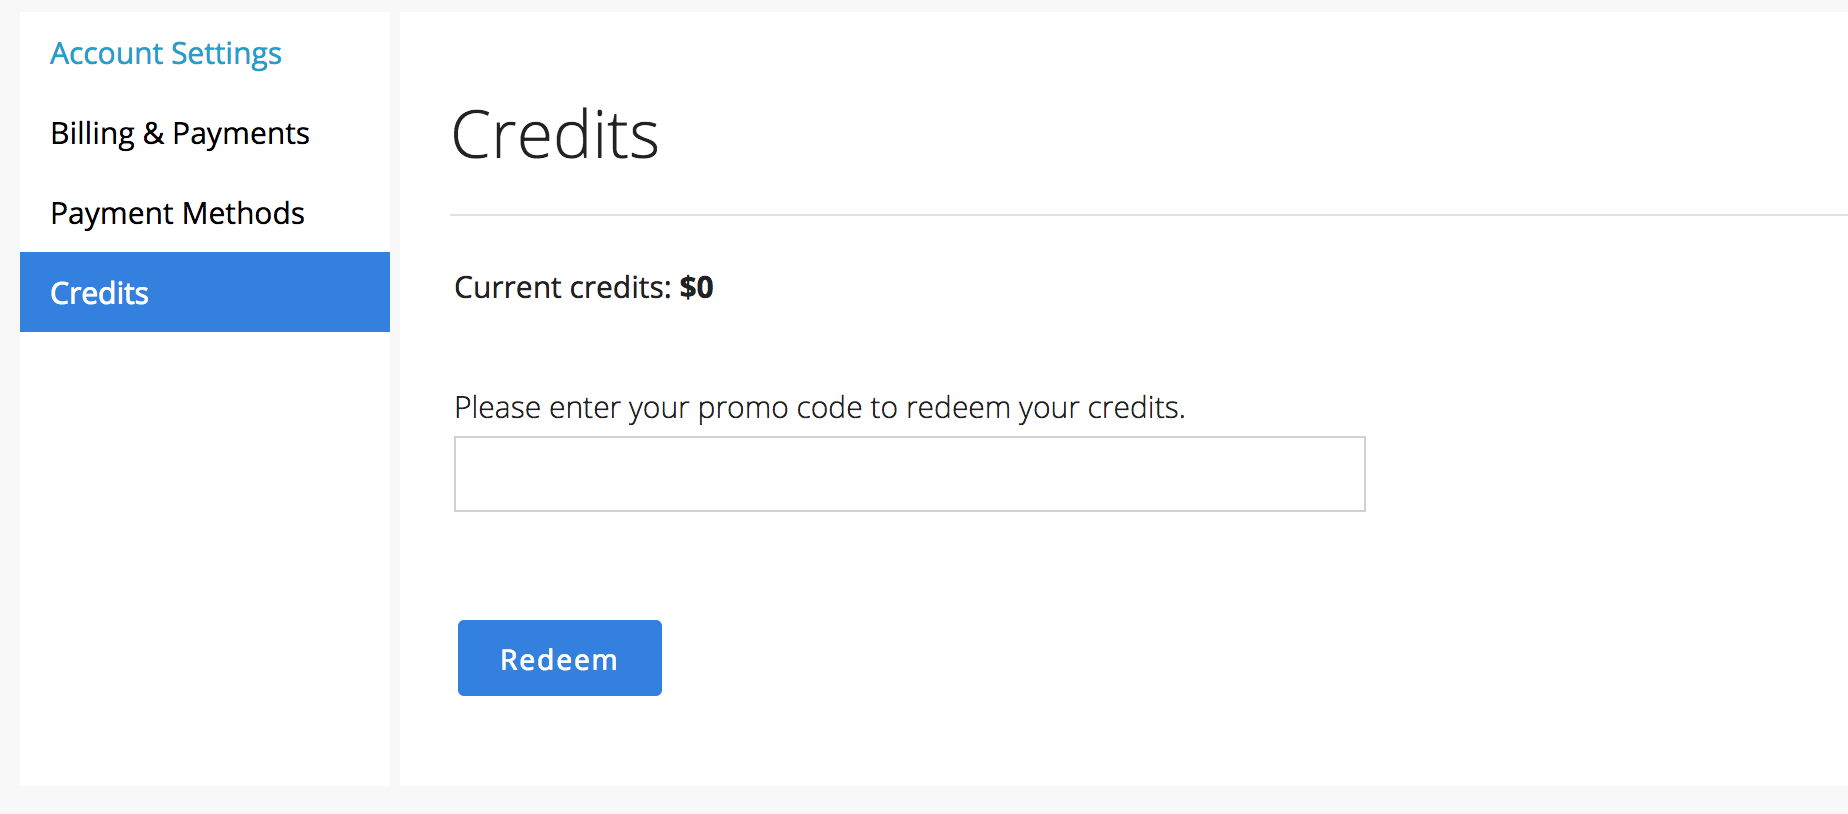 Account Settings
Billing & Payments
Payment Methods
Credits
Credits
Current credits: $0
Please enter your promo code to redeem your credits.
Redeem